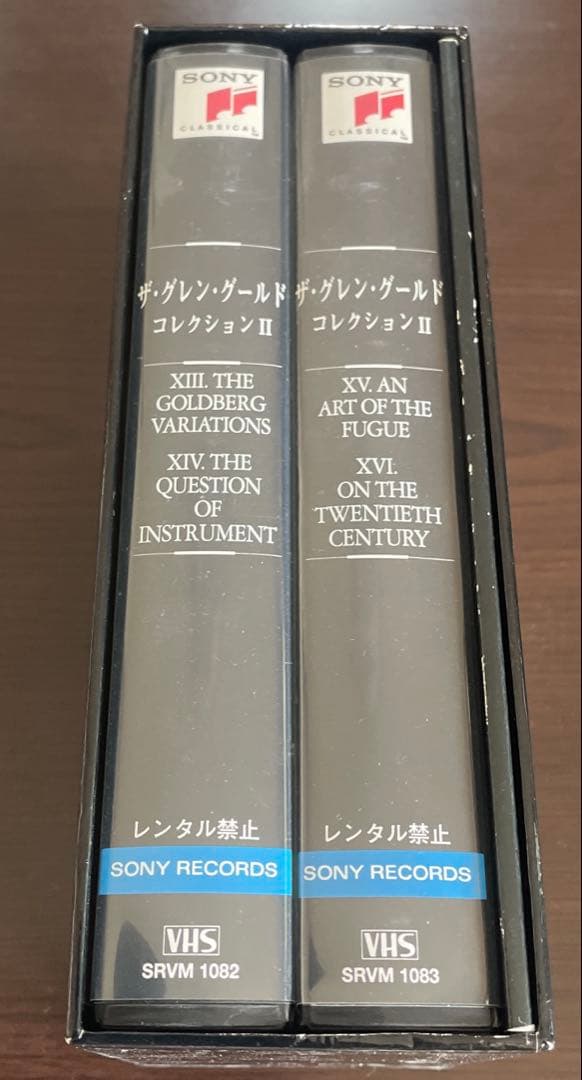 SONY
CLASSICAL
ザ・グレン・グールド
コレクションII
XIII. THE
GOLDBERG
VARIATIONS
XIV. THE
QUESTION
OF
INSTRUMENT
レンタル禁止
SONY RECORDS
VHS
SRVM 1082
SONY
CLASSICAL
ザ・グレン・グールド
コレクションII
XV. AN
ART OF THE
FUGUE
XVI.
ON THE
TWENTIETH
CENTURY
レンタル禁止
SONY RECORDS
VHS
SRVM 1083